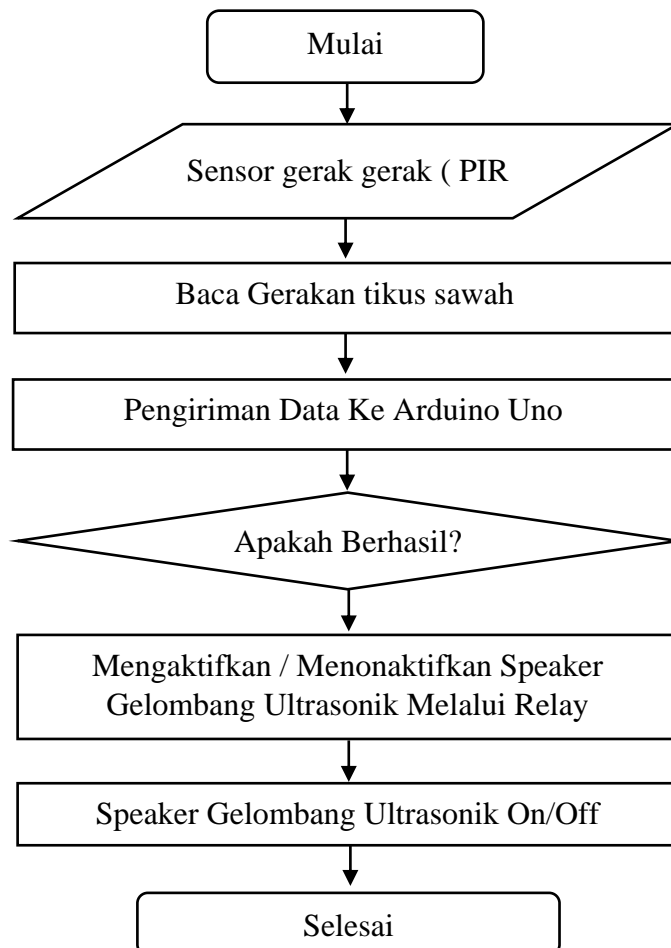 Mulai
Sensor gerak gerak ( PIR
Baca Gerakan tikus sawah
Pengiriman Data Ke Arduino Uno
Apakah Berhasil?
Mengaktifkan / Menonaktifkan Speaker
Gelombang Ultrasonik Melalui Relay
Speaker Gelombang Ultrasonik On/Off
Selesai